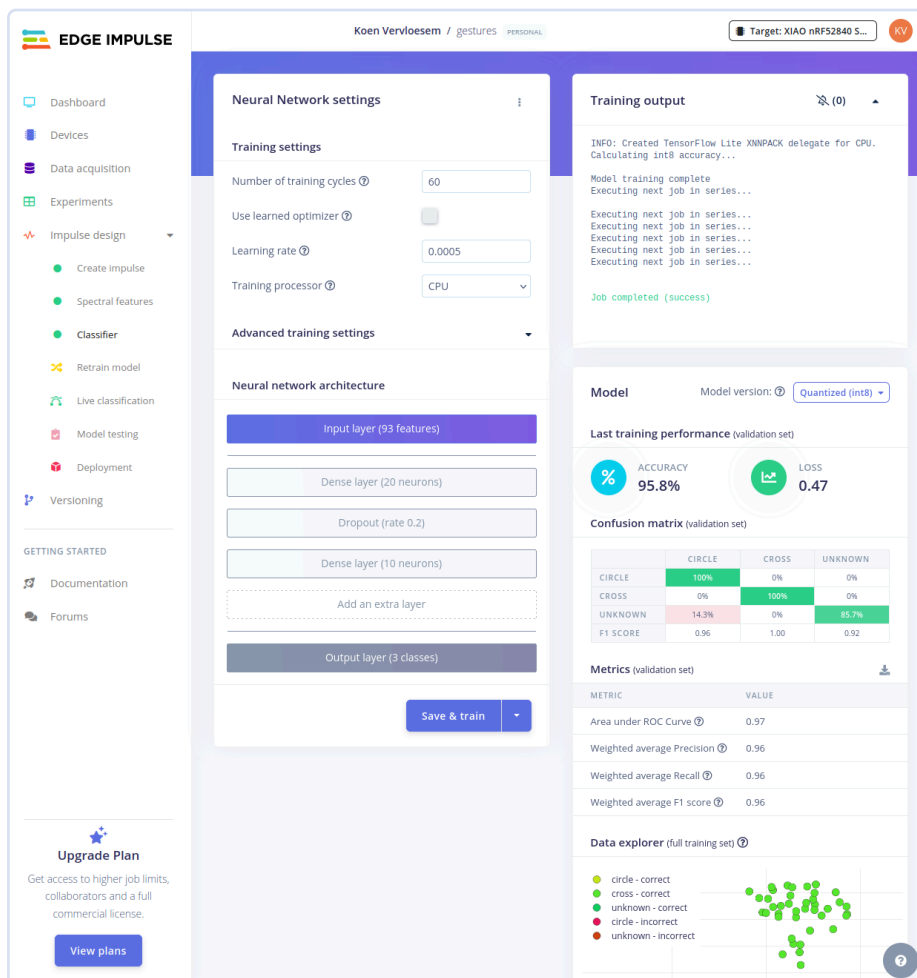 EDGE IMPULSE
Koen Vervloesem / gestures PERSONAL
Target: XIAO nRF52840 S...
KV
Dashboard
Devices
Data acquisition
Experiments
Impulse design
Create impulse
Spectral features
Classifier
Retrain model
Live classification
Model testing
Deployment
Versioning
GETTING STARTED
Documentation
Forums
Upgrade Plan
Get access to higher job limits,
collaborators and a full
commercial license.
View plans
Neural Network settings
Training settings
Number of training cycles ? 60
Use learned optimizer ?
Learning rate ? 0.0005
Training processor ? CPU
Advanced training settings
Neural network architecture
Input layer (93 features)
Dense layer (20 neurons)
Dropout (rate 0.2)
Dense layer (10 neurons)
Add an extra layer
Output layer (3 classes)
Save & train
Training output (0)
INFO: Created TensorFlow Lite XNNPACK delegate for CPU.
Calculating int8 accuracy...
Model training complete
Executing next job in series...
Executing next job in series...
Executing next job in series...
Executing next job in series...
Executing next job in series...
Executing next job in series...
Job completed (success)
Model Model version: ? Quantized (int8)
Last training performance (validation set)
% ACCURACY
95.8%
LOSS
0.47
Confusion matrix (validation set)
CIRCLE CROSS UNKNOWN
CIRCLE 100% 0% 0%
CROSS 0% 100% 0%
UNKNOWN 14.3% 0% 85.7%
F1 SCORE 0.96 1.00 0.92
Metrics (validation set)
METRIC VALUE
Area under ROC Curve ? 0.97
Weighted average Precision ? 0.96
Weighted average Recall ? 0.96
Weighted average F1 score ? 0.96
Data explorer (full training set) ?
circle - correct
cross - correct
unknown - correct
circle - incorrect
unknown - incorrect
?